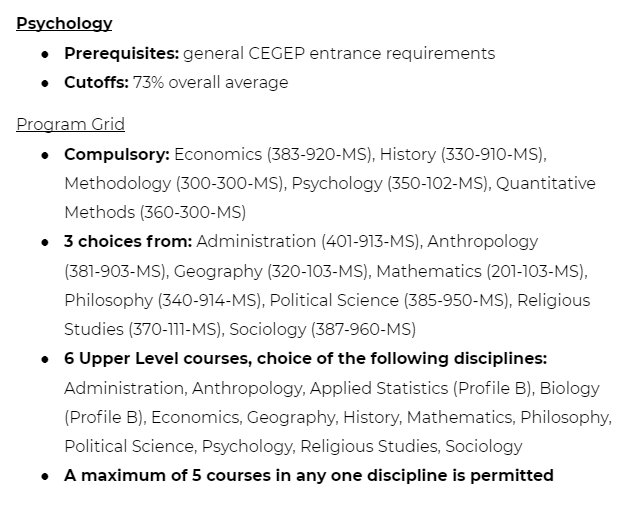 Psychology
● Prerequisites: general CEGEP entrance requirements
● Cutoffs: 73% overall average
Program Grid
● Compulsory: Economics (383-920-MS), History (330-910-MS),
Methodology (300-300-MS), Psychology (350-102-MS), Quantitative
Methods (360-300-MS)
● 3 choices from: Administration (401-913-MS), Anthropology
(381-903-MS), Geography (320-103-MS), Mathematics (201-103-MS),
Philosophy (340-914-MS), Political Science (385-950-MS), Religious
Studies (370-111-MS), Sociology (387-960-MS)
● 6 Upper Level courses, choice of the following disciplines:
Administration, Anthropology, Applied Statistics (Profile B), Biology
(Profile B), Economics, Geography, History, Mathematics, Philosophy,
Political Science, Psychology, Religious Studies, Sociology
● A maximum of 5 courses in any one discipline is permitted